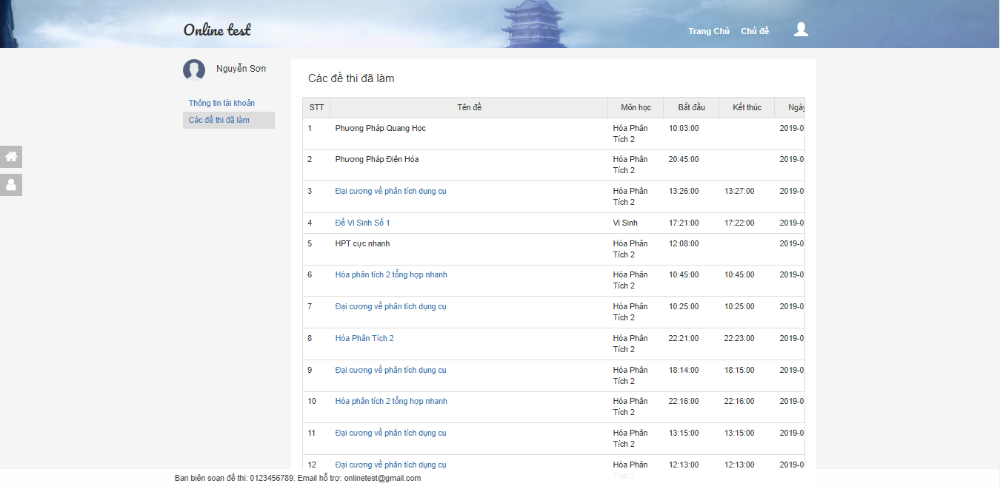 Online test
Trang Chủ Chủ đề
Nguyễn Sơn
Thông tin tài khoản
Các đề thi đã làm
Các đề thi đã làm
STT Tên đề Môn học Bắt đầu Kết thúc Ngày
1 Phương Pháp Quang Học Hóa Phân 10:03:00 2019-0
Tích 2
2 Phương Pháp Điện Hóa Hóa Phân 20:45:00 2019-0
Tích 2
3 Đại cương về phân tích dụng cụ Hóa Phân 13:26:00 13:27:00 2019-0
Tích 2
4 Đề Vi Sinh Số 1 Vi Sinh 17:21:00 17:22:00 2019-0
5 HPT cực nhanh Hóa Phân 12:08:00 2019-0
Tích 2
6 Hóa phân tích 2 tổng hợp nhanh Hóa Phân 10:45:00 10:45:00 2019-0
Tích 2
7 Đại cương về phân tích dụng cụ Hóa Phân 10:25:00 10:25:00 2019-0
Tích 2
8 Hóa Phân Tích 2 Hóa Phân 22:21:00 22:23:00 2019-0
Tích 2
9 Đại cương về phân tích dụng cụ Hóa Phân 18:14:00 18:15:00 2019-0
Tích 2
10 Hóa phân tích 2 tổng hợp nhanh Hóa Phân 22:16:00 22:16:00 2019-0
Tích 2
11 Đại cương về phân tích dụng cụ Hóa Phân 13:15:00 13:15:00 2019-0
Tích 2
12 Đại cương về phân tích dụng cụ Hóa Phân 12:13:00 12:13:00 2019-0
Tích 2
Ban biên soạn đề thi: 0123456789. Email hỗ trợ: onlinetest@gmail.com